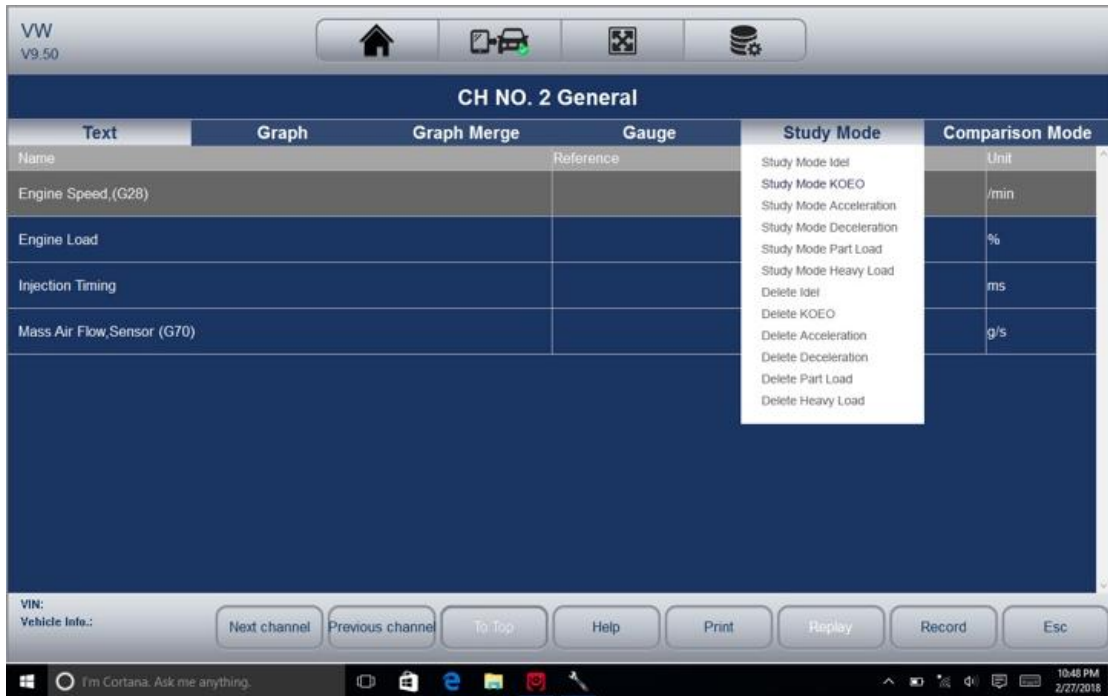 VW
V9.50
CH NO. 2 General
Text Graph Graph Merge Gauge Study Mode Comparison Mode
Name Reference Unit
Engine Speed,(G28) /min
Engine Load %
Injection Timing ms
Mass Air Flow,Sensor (G70) g/s
Study Mode Idel
Study Mode KOEO
Study Mode Acceleration
Study Mode Deceleration
Study Mode Part Load
Study Mode Heavy Load
Delete Idel
Delete KOEO
Delete Acceleration
Delete Deceleration
Delete Part Load
Delete Heavy Load
VIN:
Vehicle Info.:
Next channel Previous channel To Top Help Print Replay Record Esc
I'm Cortana. Ask me anything.
10:48 PM
2/27/2018